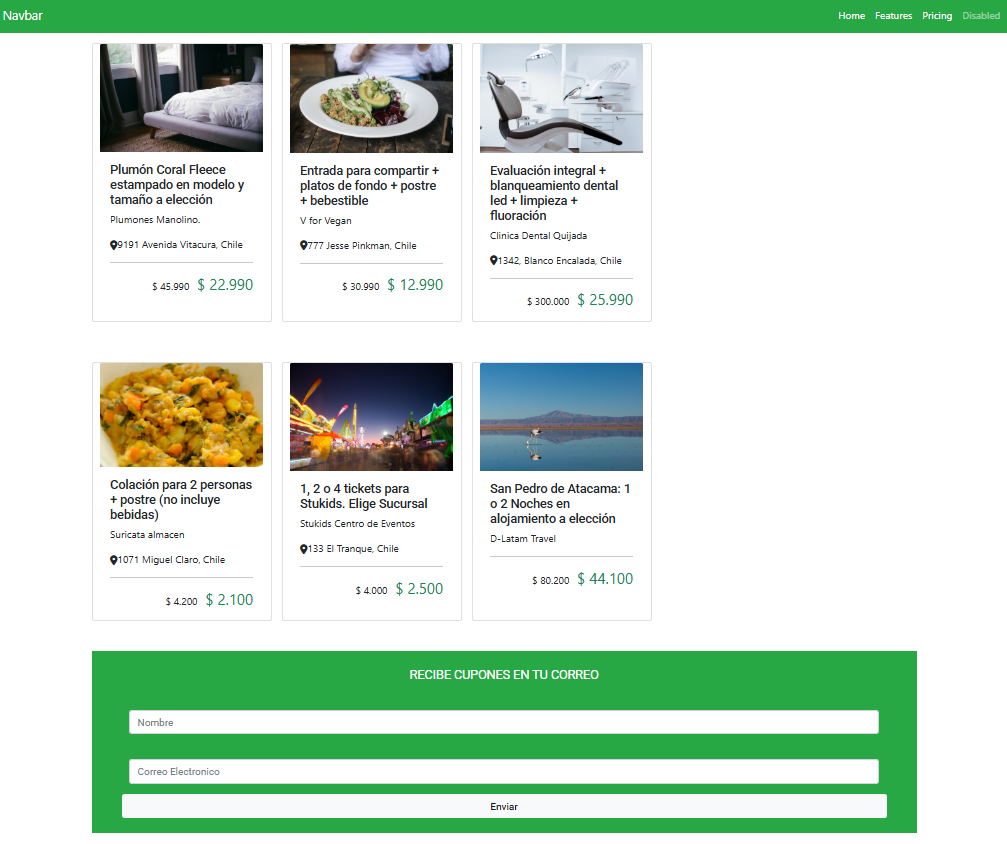 Navbar
Home Features Pricing Disabled
Plumón Coral Fleece
estampado en modelo y
tamaño a elección
Plumones Manolino.
9191 Avenida Vitacura, Chile
$ 45.990 $ 22.990
Entrada para compartir +
platos de fondo + postre
+ bebestible
V for Vegan
777 Jesse Pinkman, Chile
$ 30.990 $ 12.990
Evaluación integral +
blanqueamiento dental
led + limpieza +
fluoración
Clinica Dental Quijada
1342, Blanco Encalada, Chile
$ 300.000 $ 25.990
Colación para 2 personas
+ postre (no incluye
bebidas)
Suricata almacen
1071 Miguel Claro, Chile
$ 4.200 $ 2.100
1, 2 o 4 tickets para
Stukids. Elige Sucursal
Stukids Centro de Eventos
133 El Tranque, Chile
$ 4.000 $ 2.500
San Pedro de Atacama: 1
o 2 Noches en
alojamiento a elección
D-Latam Travel
$ 80.200 $ 44.100
RECIBE CUPONES EN TU CORREO
Nombre
Correo Electronico
Enviar